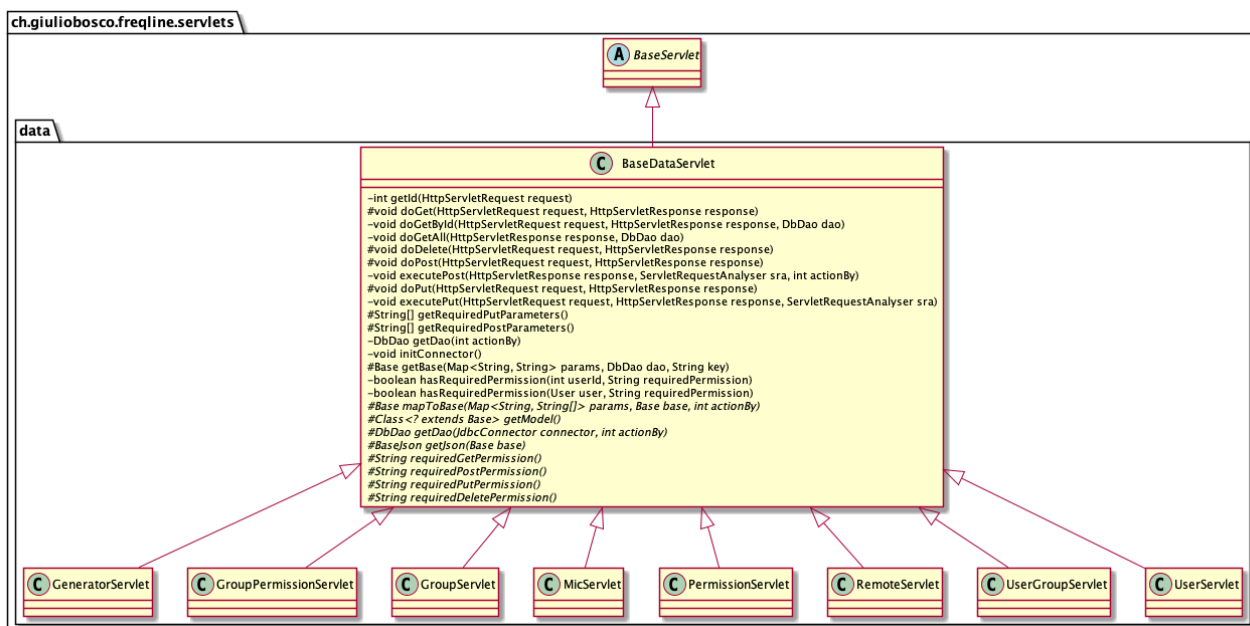 ch.giuliobosco.freqline.servlets
A BaseServlet
data
C BaseDataServlet
-int getId(HttpServletRequest request)
#void doGet(HttpServletRequest request, HttpServletResponse response)
-void doGetById(HttpServletRequest request, HttpServletResponse response, DbDao dao)
-void doGetAll(HttpServletResponse response, DbDao dao)
#void doDelete(HttpServletRequest request, HttpServletResponse response)
#void doPost(HttpServletRequest request, HttpServletResponse response)
-void executePost(HttpServletResponse response, ServletRequestAnalyser sra, int actionBy)
#void doPut(HttpServletRequest request, HttpServletResponse response)
-void executePut(HttpServletRequest request, HttpServletResponse response, ServletRequestAnalyser sra)
#String[] getRequiredPutParameters()
#String[] getRequiredPostParameters()
-DbDao getDao(int actionBy)
-void initConnector()
#Base getBase(Map<String, String> params, DbDao dao, String key)
-boolean hasRequiredPermission(int userId, String requiredPermission)
-boolean hasRequiredPermission(User user, String requiredPermission)
#Base mapToBase(Map<String, String[]> params, Base base, int actionBy)
#Class<? extends Base> getModel()
#DbDao getDao(JdbcConnector connector, int actionBy)
#BaseJson getJson(Base base)
#String requiredGetPermission()
#String requiredPostPermission()
#String requiredPutPermission()
#String requiredDeletePermission()
C GeneratorServlet C GroupPermissionServlet C GroupServlet C MicServlet C PermissionServlet C RemoteServlet C UserGroupServlet C UserServlet